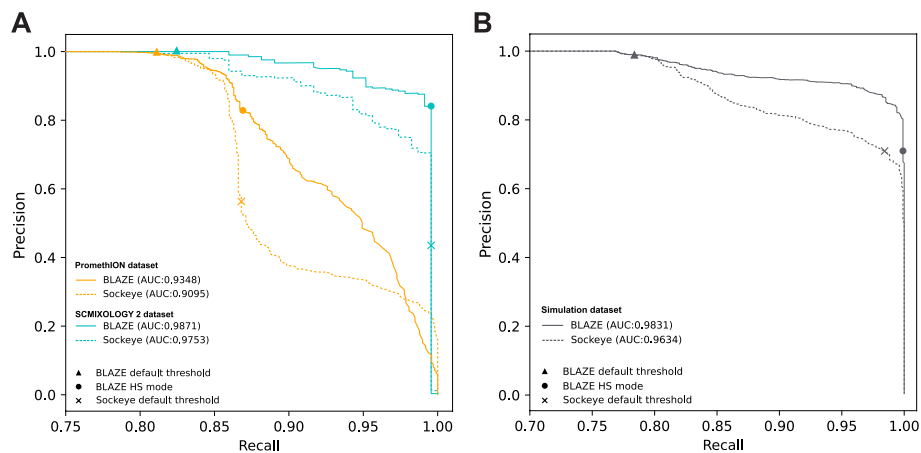 A
Precision
1.0
0.8
0.6
0.4
0.2
0.0
PromethION dataset
BLAZE (AUC:0,9348)
Sockeye (AUC:0.9095)
SCMIXOLOGY 2 dataset
BLAZE (AUC:0,9871)
Sockeye (AUC:0,9753)
BLAZE default threshold
BLAZE HS mode
Sockeye default threshold
0.75
0.80
0.85
0.90
0.95
1.00
Recall
B
Precision
1.0
0.8
0.6
0.4
0.2
0.0
Simulation dataset
BLAZE (AUC:0,9831)
Sockeye (AUC:0,9634)
BLAZE default threshold
BLAZE HS mode
Sockeye default threshold
0.70
0.75
0.80
0.85
0.90
0.95
1.00
Recall